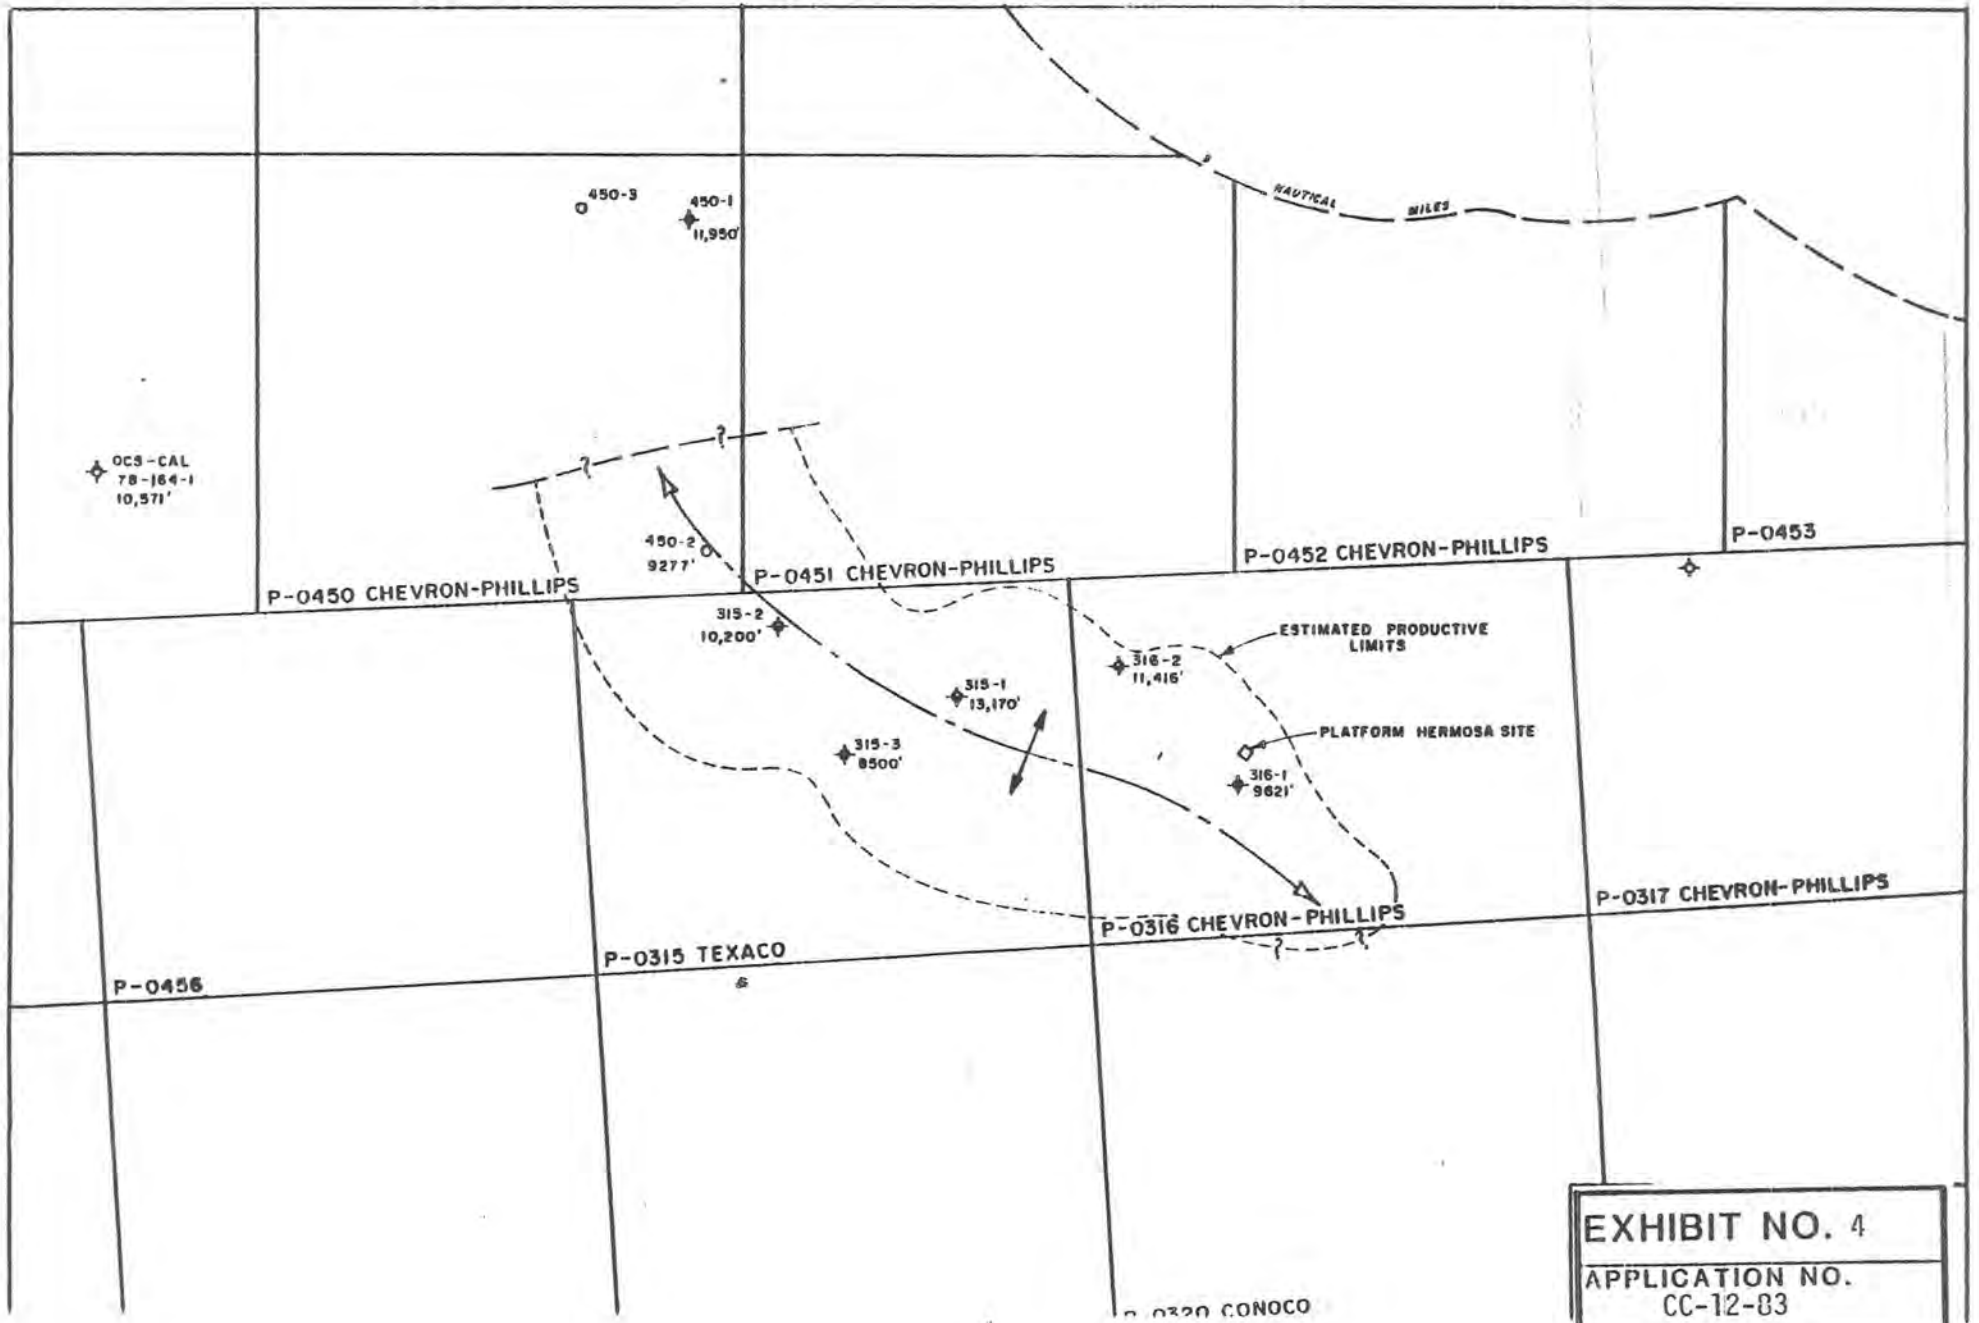 3
NAUTICAL
MILES
450-3
450-1
11,950'
?
?
OCS-CAL
78-164-1
10,571'
450-2
9277'
P-0450 CHEVRON-PHILLIPS
P-0451 CHEVRON-PHILLIPS
P-0452 CHEVRON-PHILLIPS
P-0453
315-2
10,200'
ESTIMATED PRODUCTIVE
LIMITS
316-2
11,416'
315-1
13,170'
PLATFORM HERMOSA SITE
315-3
8500'
316-1
9621'
P-0317 CHEVRON-PHILLIPS
P-0316 CHEVRON-PHILLIPS
?
?
P-0315 TEXACO
P-0456
P-0320 CONOCO
EXHIBIT NO. 4
APPLICATION NO.
CC-12-83